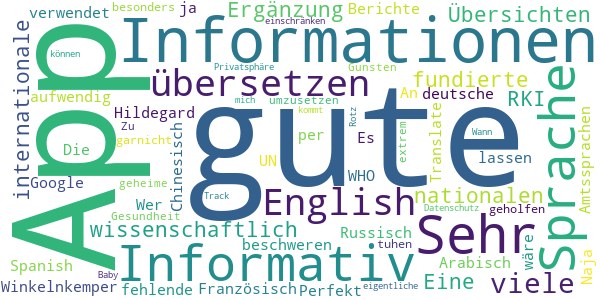 besonders ja Ergänzung Berichte Übersichten
verwendet
einschränken
Informationen
internationale
können
App
Privatsphäre Gunsten
übersetzen fundierte
aufwendig mich umzusetzen An deutsche RKI
Hildegard Rotz
Zu garnicht per Es extrem Translate Wann Amtssprachen
Die gute kommt lassen
Chinesisch UN
Google geheime WHO nationalen
Wer Track English Datenschutz geholfen
Gesundheit
wissenschaftlich Russisch tuhen Sehr wäre Sprache
beschweren
Spanish Baby Informativ Arabisch Eine viele Naja
Winkelnkemper fehlende Französisch Perfekt eigentliche